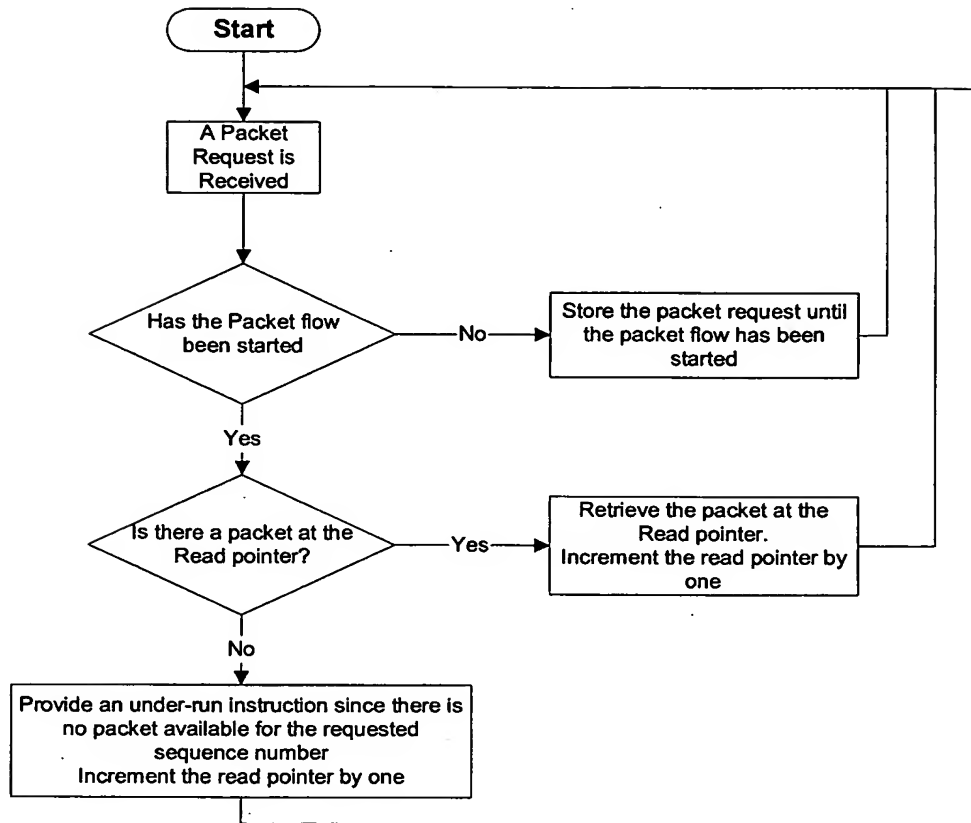 Start
A Packet
Request is
Received
Has the Packet flow
been started
No
Store the packet request until
the packet flow has been
started
Yes
Is there a packet at the
Read pointer?
Yes
Retrieve the packet at the
Read pointer.
Increment the read pointer by
one
No
Provide an under-run instruction since there is
no packet available for the requested
sequence number
Increment the read pointer by one